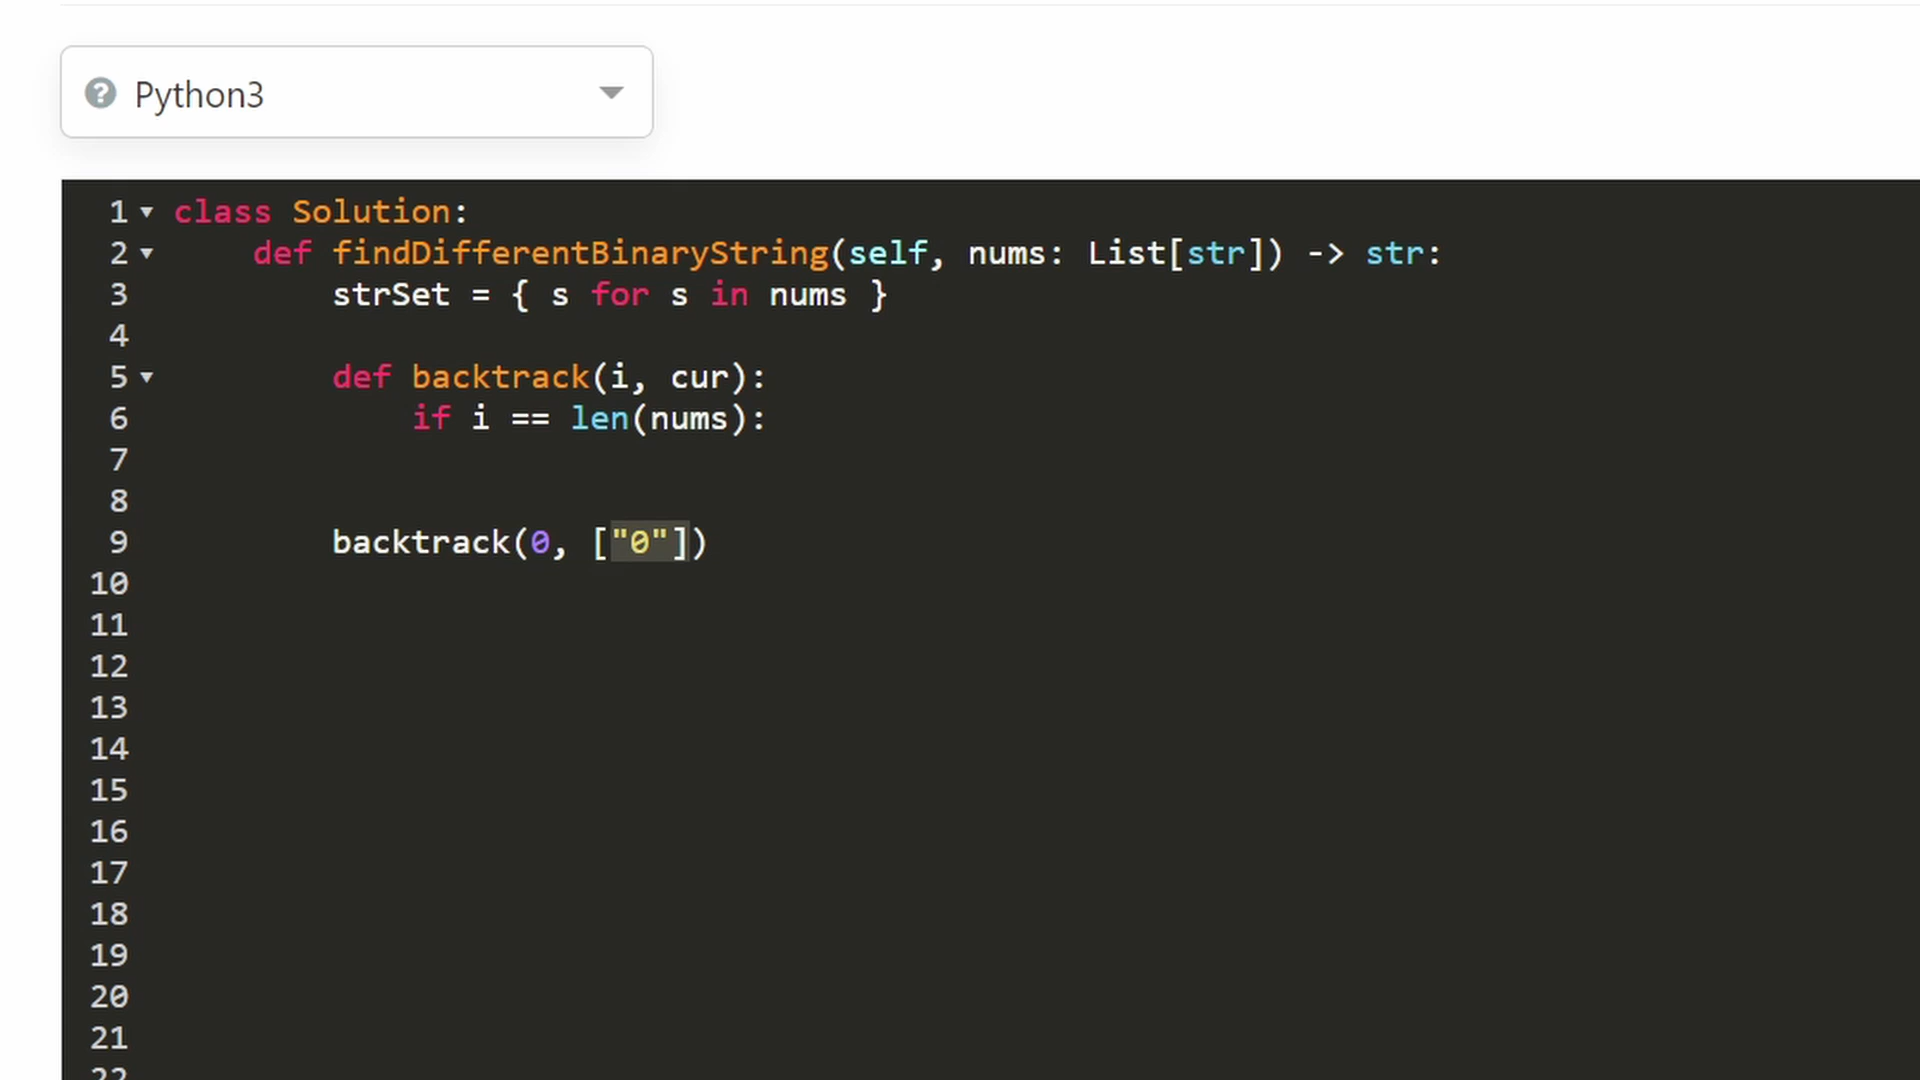 Python3
1 class Solution:
2 def findDifferentBinaryString(self, nums: List[str]) -> str:
3 strSet = { s for s in nums }
4
5 def backtrack(i, cur):
6 if i == len(nums):
7
8
9 backtrack(0, ["0"])
10
11
12
13
14
15
16
17
18
19
20
21
22